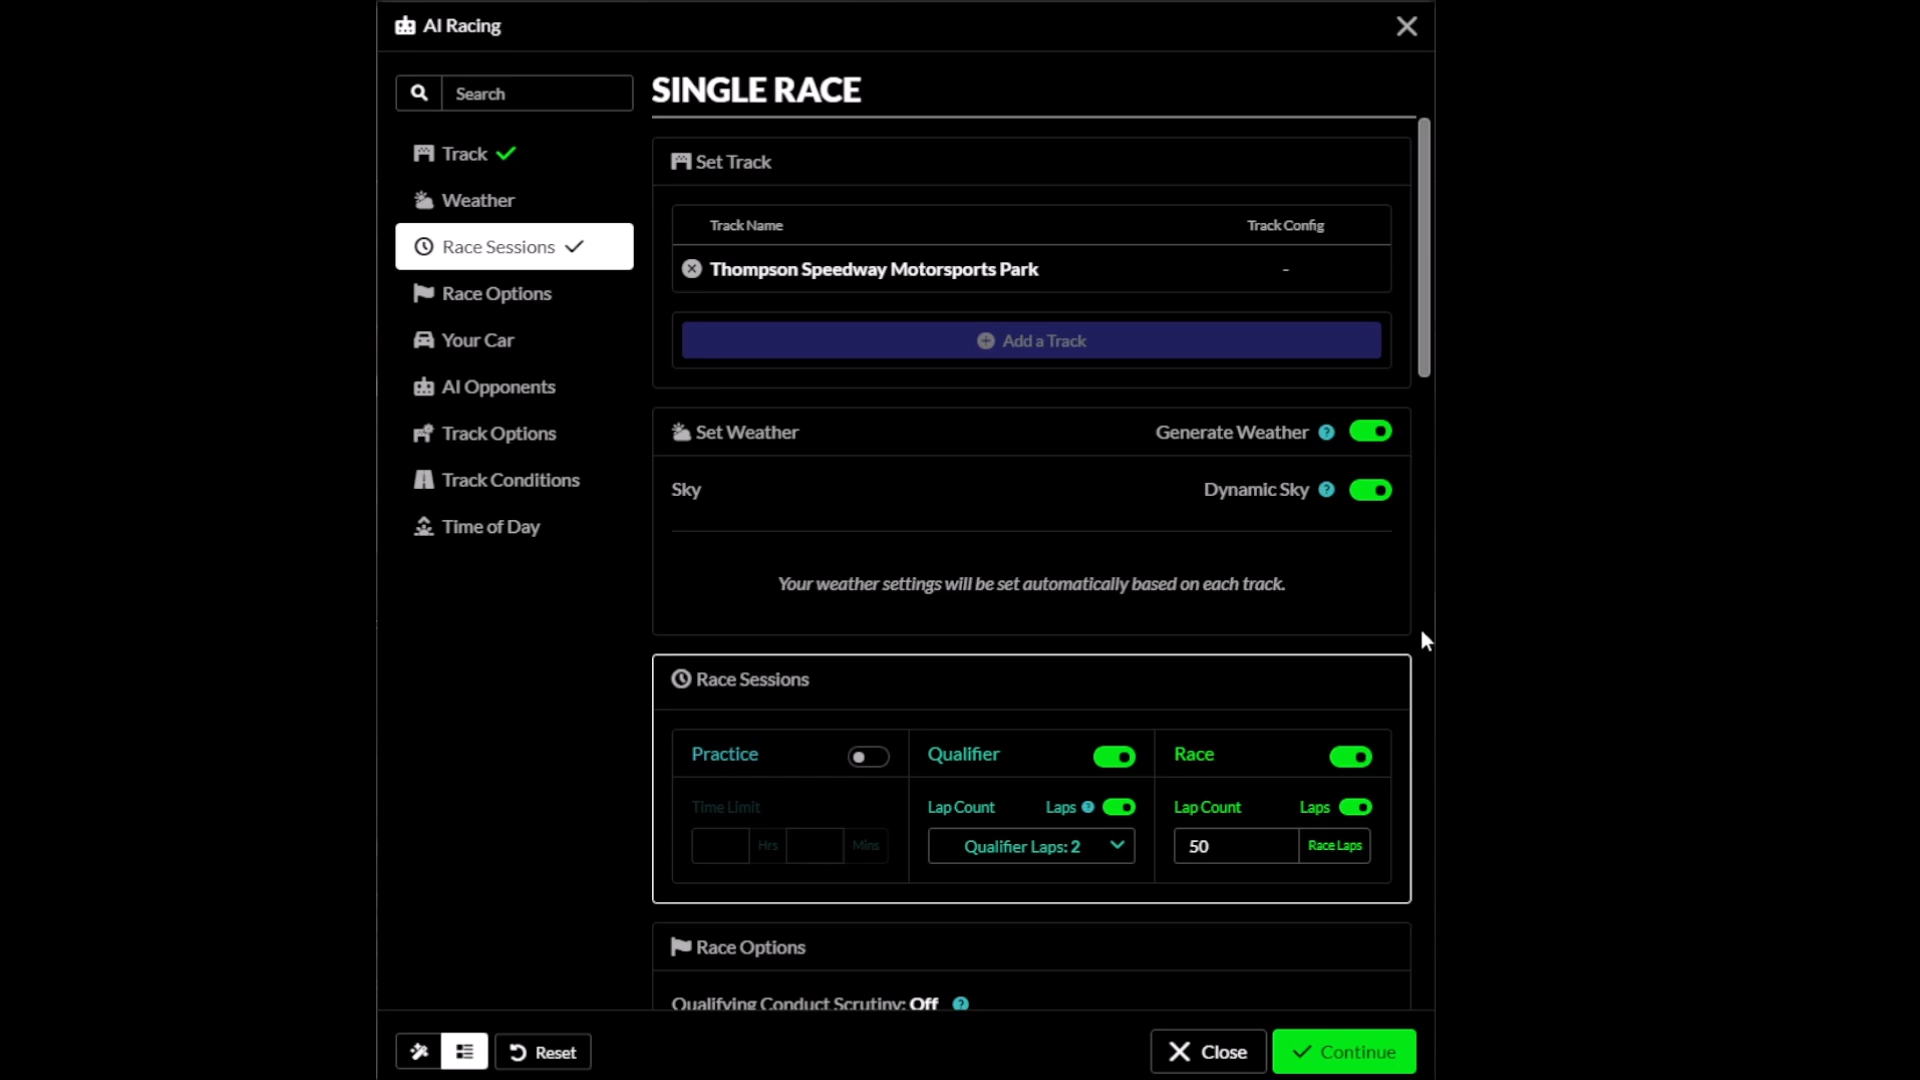 AI Racing
Search
Track
Weather
Race Sessions
Race Options
Your Car
AI Opponents
Track Options
Track Conditions
Time of Day
SINGLE RACE
Set Track
Track Name Track Config
Thompson Speedway Motorsports Park -
Add a Track
Set Weather Generate Weather ?
Sky Dynamic Sky ?
Your weather settings will be set automatically based on each track.
Race Sessions
Practice Qualifier Race
Time Limit Lap Count Laps ? Lap Count Laps
Hrs Mins Qualifier Laps: 2 50 Race Laps
Race Options
Qualifying Conduct Scrutiny: Off ?
Reset Close Continue